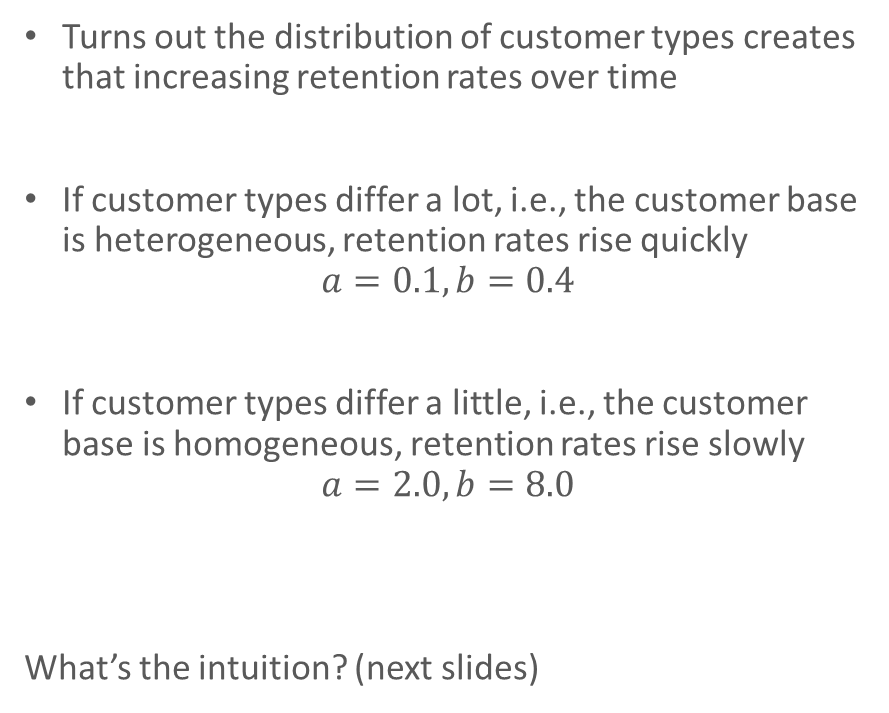 • Turns out the distribution of customer types creates
that increasing retention rates over time
• If customer types differ a lot, i.e., the customer base
is heterogeneous, retention rates rise quickly
a = 0.1, b = 0.4
• If customer types differ a little, i.e., the customer
base is homogeneous, retention rates rise slowly
a = 2.0, b = 8.0
What’s the intuition? (next slides)